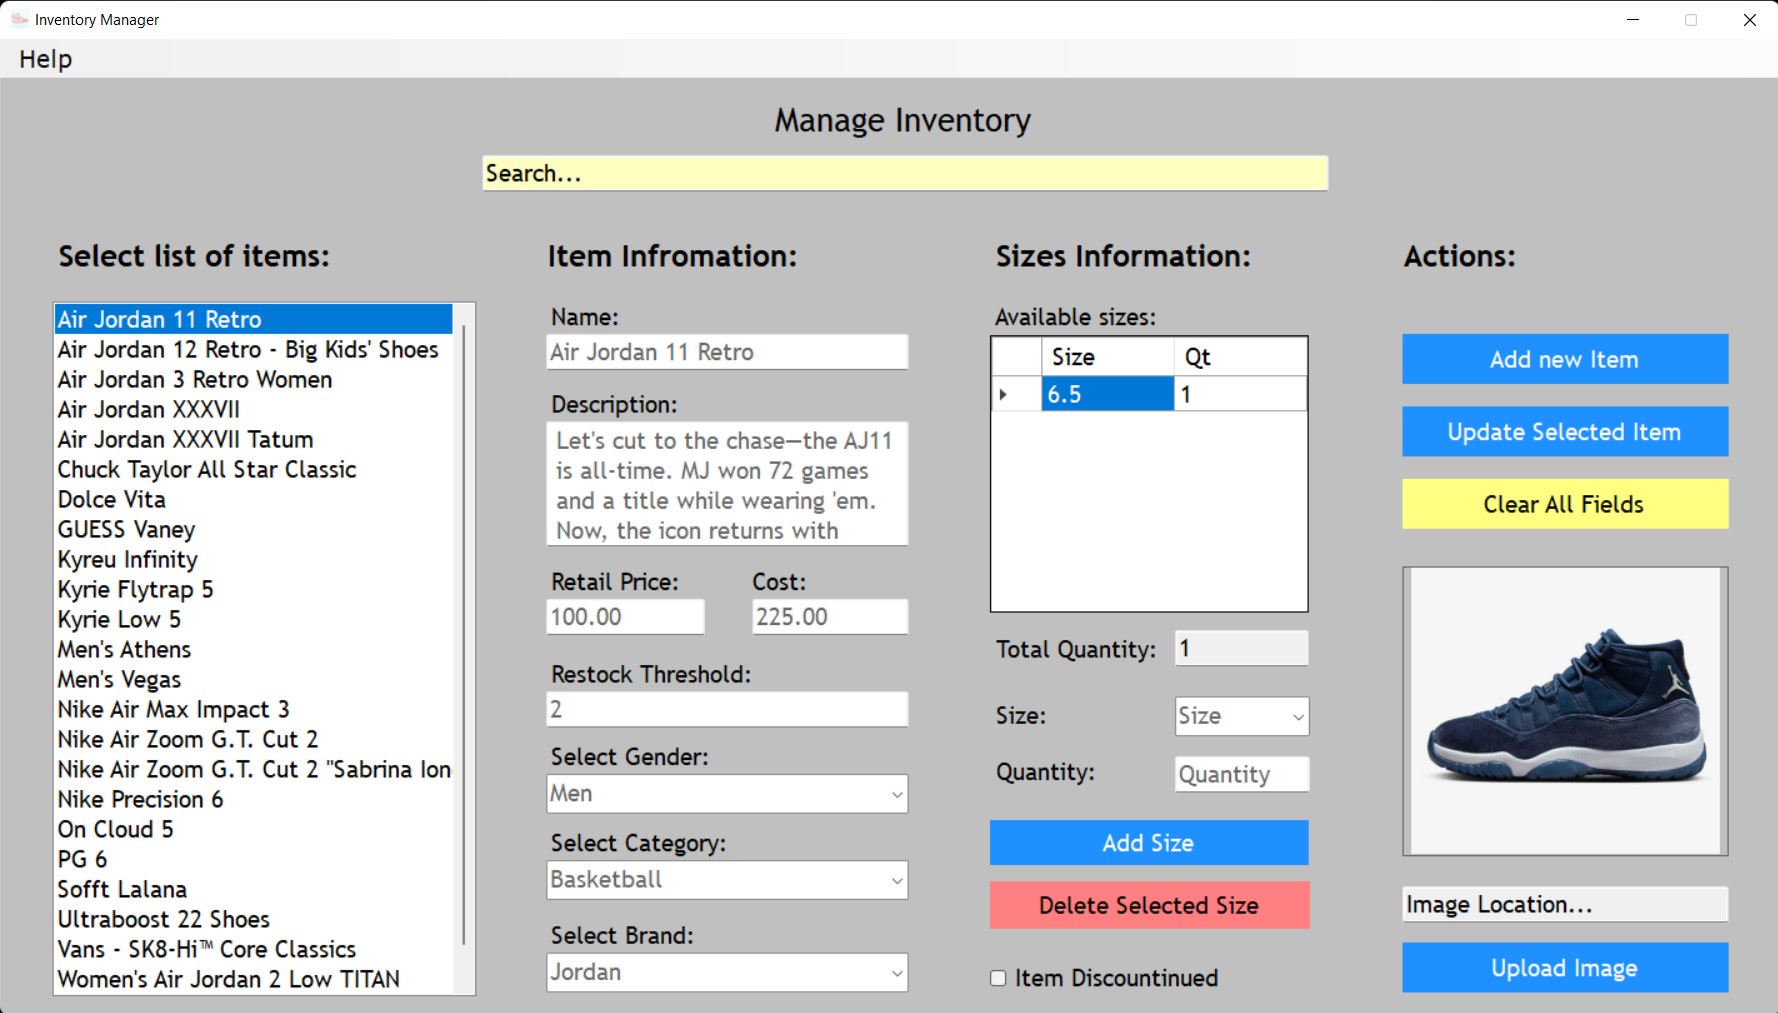 Inventory Manager
Help
Manage Inventory
Search...
Select list of items:
Air Jordan 11 Retro
Air Jordan 12 Retro - Big Kids' Shoes
Air Jordan 3 Retro Women
Air Jordan XXXVII
Air Jordan XXXVII Tatum
Chuck Taylor All Star Classic
Dolce Vita
GUESS Vaney
Kyreu Infinity
Kyrie Flytrap 5
Kyrie Low 5
Men's Athens
Men's Vegas
Nike Air Max Impact 3
Nike Air Zoom G.T. Cut 2
Nike Air Zoom G.T. Cut 2 "Sabrina Ion
Nike Precision 6
On Cloud 5
PG 6
Sofft Lalana
Ultraboost 22 Shoes
Vans - SK8-Hi™ Core Classics
Women's Air Jordan 2 Low TITAN
Item Infromation:
Name:
Air Jordan 11 Retro
Description:
Let's cut to the chase—the AJ11
is all-time. MJ won 72 games
and a title while wearing 'em.
Now, the icon returns with
Retail Price: Cost:
100.00 225.00
Restock Threshold:
2
Select Gender:
Men
Select Category:
Basketball
Select Brand:
Jordan
Sizes Information:
Available sizes:
Size Qt
6.5 1
Total Quantity: 1
Size: Size
Quantity: Quantity
Add Size
Delete Selected Size
Item Discountinued
Actions:
Add new Item
Update Selected Item
Clear All Fields
Image Location...
Upload Image